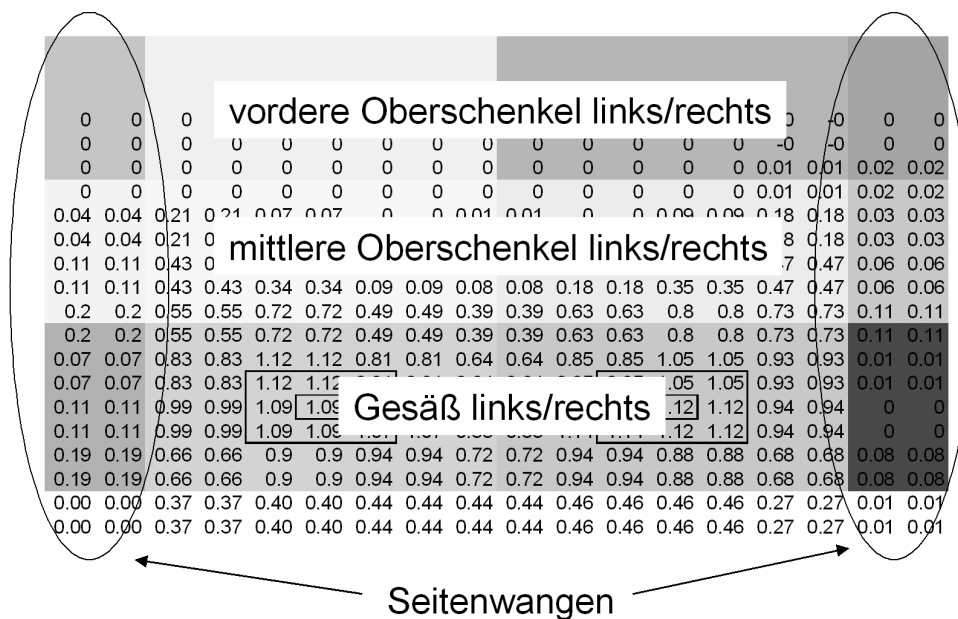 vordere Oberschenkel links/rechts
0 0 0 -0 0 0
0 0 0 0 0 0 0 0 0 0 0 0 0 0 -0 -0 0 0
0 0 0 0 0 0 0 0 0 0 0 0 0 0 0.01 0.01 0.02 0.02
0 0 0 0 0 0 0 0 0 0 0 0 0 0 0.01 0.01 0.02 0.02
0.04 0.04 0.21 0.21 0.07 0.07 0 0 0.01 0.01 0 0 0.09 0.09 0.18 0.18 0.03 0.03
0.04 0.04 0.21 0.18 0.03 0.03
mittlere Oberschenkel links/rechts
0.11 0.11 0.43 0.47 0.06 0.06
0.11 0.11 0.43 0.43 0.34 0.34 0.09 0.09 0.08 0.08 0.18 0.18 0.35 0.35 0.47 0.47 0.06 0.06
0.2 0.2 0.55 0.55 0.72 0.72 0.49 0.49 0.39 0.39 0.63 0.63 0.8 0.8 0.73 0.73 0.11 0.11
0.2 0.2 0.55 0.55 0.72 0.72 0.49 0.49 0.39 0.39 0.63 0.63 0.8 0.8 0.73 0.73 0.11 0.11
0.07 0.07 0.83 0.83 1.12 1.12 0.81 0.81 0.64 0.64 0.85 0.85 1.05 1.05 0.93 0.93 0.01 0.01
0.07 0.07 0.83 0.83 1.12 1.12 1.05 0.93 0.93 0.01 0.01
0.11 0.11 0.99 0.99 1.09 1.09 Gesäß links/rechts 1.12 0.94 0.94 0 0
0.11 0.11 0.99 0.99 1.09 1.09 1.12 1.12 0.94 0.94 0 0
0.19 0.19 0.66 0.66 0.9 0.9 0.94 0.94 0.72 0.72 0.94 0.94 0.88 0.88 0.68 0.68 0.08 0.08
0.19 0.19 0.66 0.66 0.9 0.9 0.94 0.94 0.72 0.72 0.94 0.94 0.88 0.88 0.68 0.68 0.08 0.08
0.00 0.00 0.37 0.37 0.40 0.40 0.44 0.44 0.44 0.44 0.46 0.46 0.46 0.46 0.27 0.27 0.01 0.01
0.00 0.00 0.37 0.37 0.40 0.40 0.44 0.44 0.44 0.44 0.46 0.46 0.46 0.46 0.27 0.27 0.01 0.01
Seitenwangen